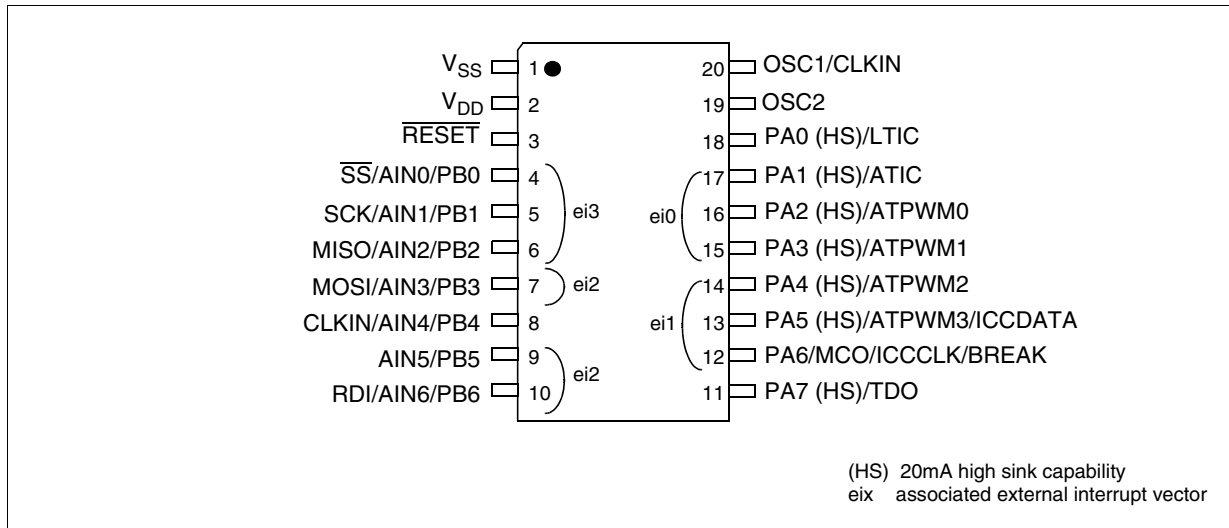 V_SS 1 20 OSC1/CLKIN
V_DD 2 19 OSC2
RESET 3 18 PA0 (HS)/LTIC
SS/AIN0/PB0 4 17 PA1 (HS)/ATIC
SCK/AIN1/PB1 5 ei3 ei0 16 PA2 (HS)/ATPWM0
MISO/AIN2/PB2 6 15 PA3 (HS)/ATPWM1
MOSI/AIN3/PB3 7 ei2 14 PA4 (HS)/ATPWM2
CLKIN/AIN4/PB4 8 ei1 13 PA5 (HS)/ATPWM3/ICCDATA
AIN5/PB5 9 12 PA6/MCO/ICCCLK/BREAK
RDI/AIN6/PB6 10 ei2 11 PA7 (HS)/TDO
(HS) 20mA high sink capability
eix associated external interrupt vector